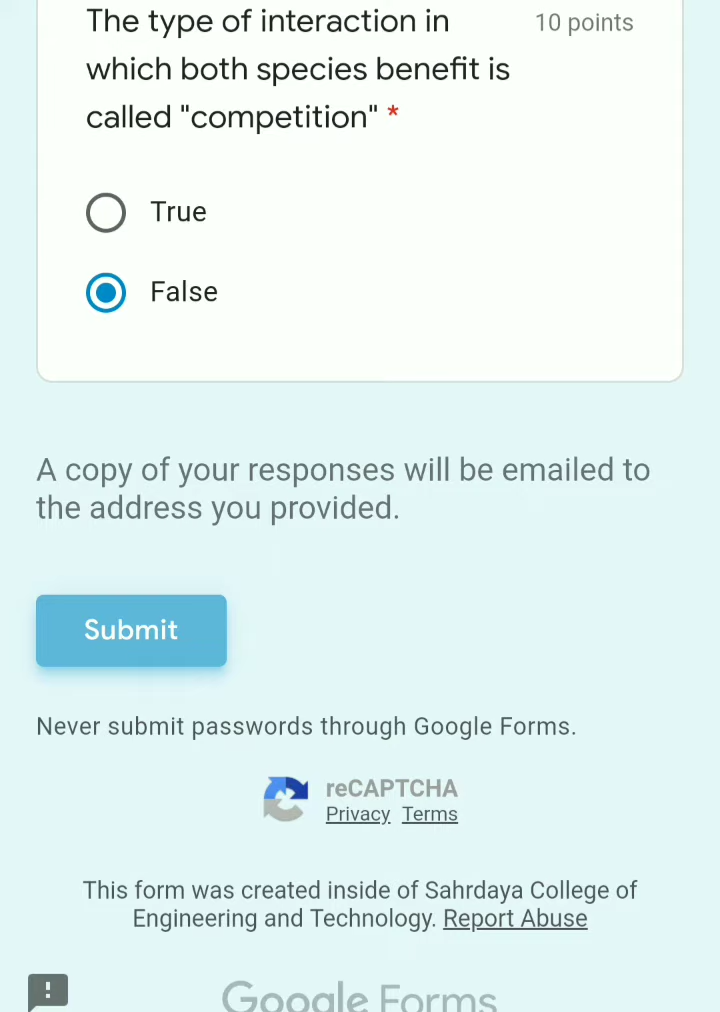 The type of interaction in
10 points
which both species benefit is
called "competition" *
True
False
A copy of your responses will be emailed to
the address you provided.
Submit
Never submit passwords through Google Forms.
reCAPTCHA
Privacy Terms
This form was created inside of Sahrdaya College of
Engineering and Technology. Report Abuse
!
Google Forms